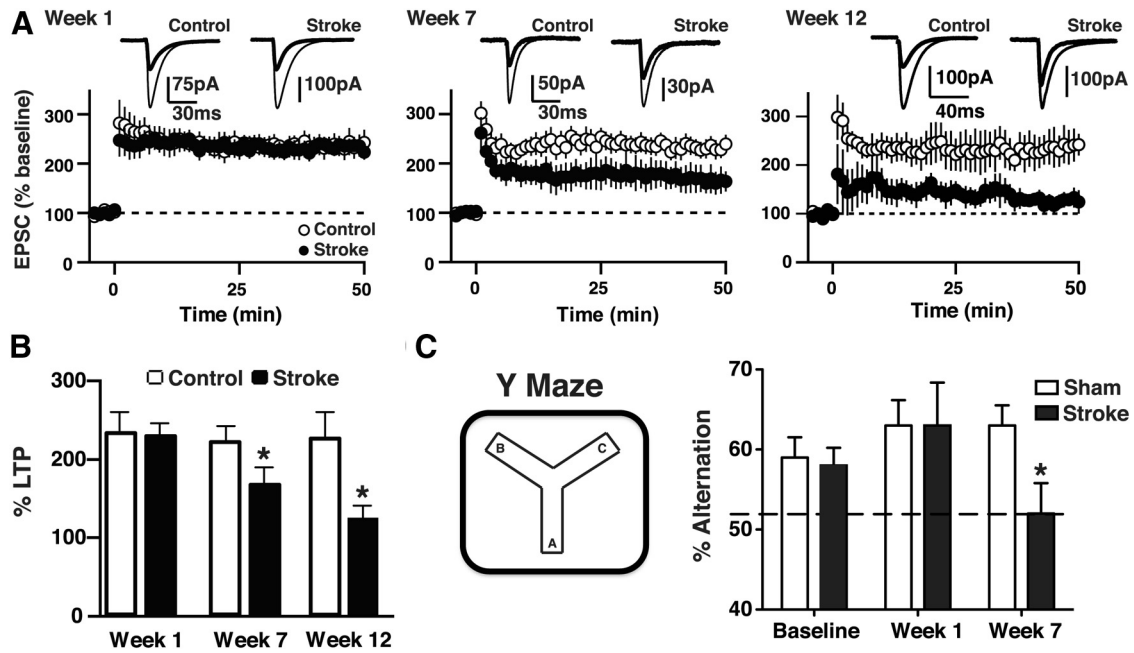 A
Week 1
Control
Stroke
75pA
30ms
100pA
EPSC (% baseline)
300
200
100
0
Control
Stroke
0
25
50
Time (min)
Week 7
Control
Stroke
50pA
30ms
30pA
300
200
100
0
0
25
50
Time (min)
Week 12
Control
Stroke
100pA
40ms
100pA
300
200
100
0
0
25
50
Time (min)
B
Control
Stroke
% LTP
300
200
100
0
*
*
Week 1
Week 7
Week 12
C
Y Maze
B
C
A
% Alternation
70
60
50
40
Sham
Stroke
*
Baseline
Week 1
Week 7